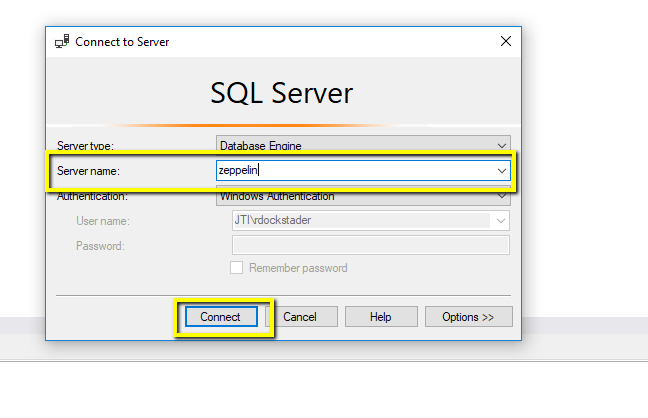 Connect to Server
SQL Server
Server type: Database Engine
Server name: zeppelin
Authentication: Windows Authentication
User name: JTI\rdockstader
Password:
Remember password
Connect Cancel Help Options >>